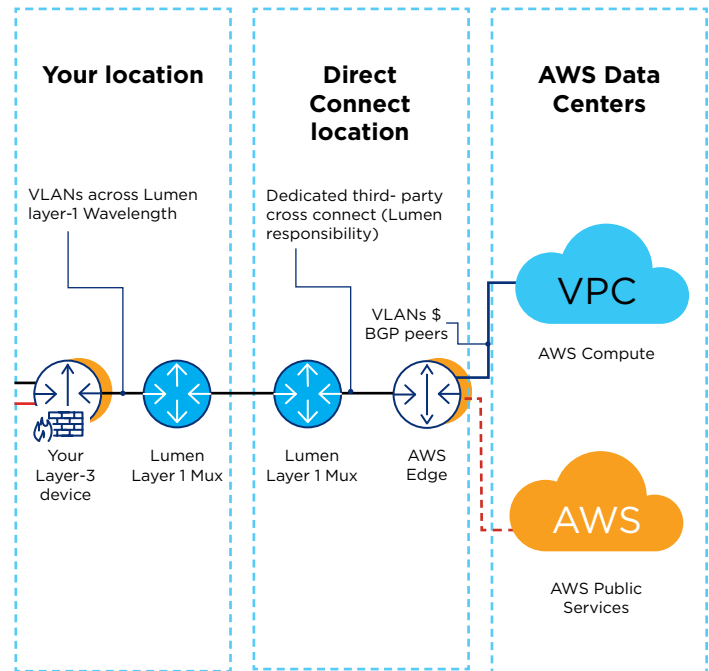 Your location
VLANs across Lumen
layer-1 Wavelength
Your
Layer-3
device
Lumen
Layer 1 Mux
Direct
Connect
location
Dedicated third- party
cross connect (Lumen
responsibility)
VLANs $
BGP peers
Lumen
Layer 1 Mux
AWS
Edge
AWS Data
Centers
VPC
AWS Compute
AWS
AWS Public
Services